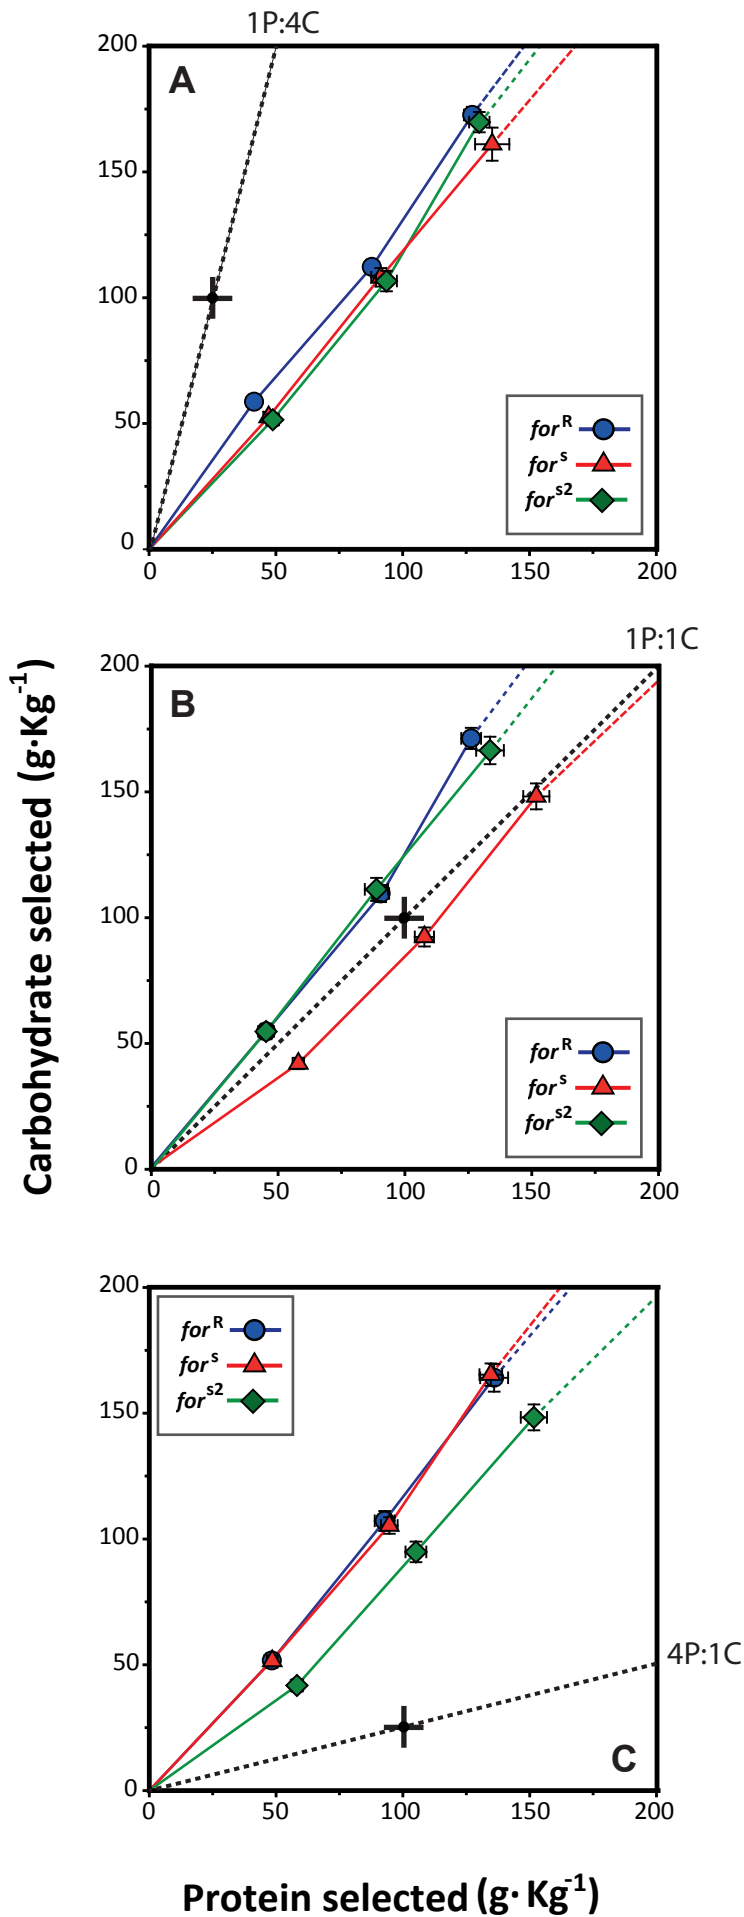 1P:4C
200
A
150
100
50
0
for^R
for^s
for^s2
0 50 100 150 200
1P:1C
200
B
150
100
50
0
for^R
for^s
for^s2
0 50 100 150 200
Carbohydrate selected (g·Kg^-1)
200
for^R
for^s
for^s2
150
100
50
4P:1C
C
0
0 50 100 150 200
Protein selected (g·Kg^-1)